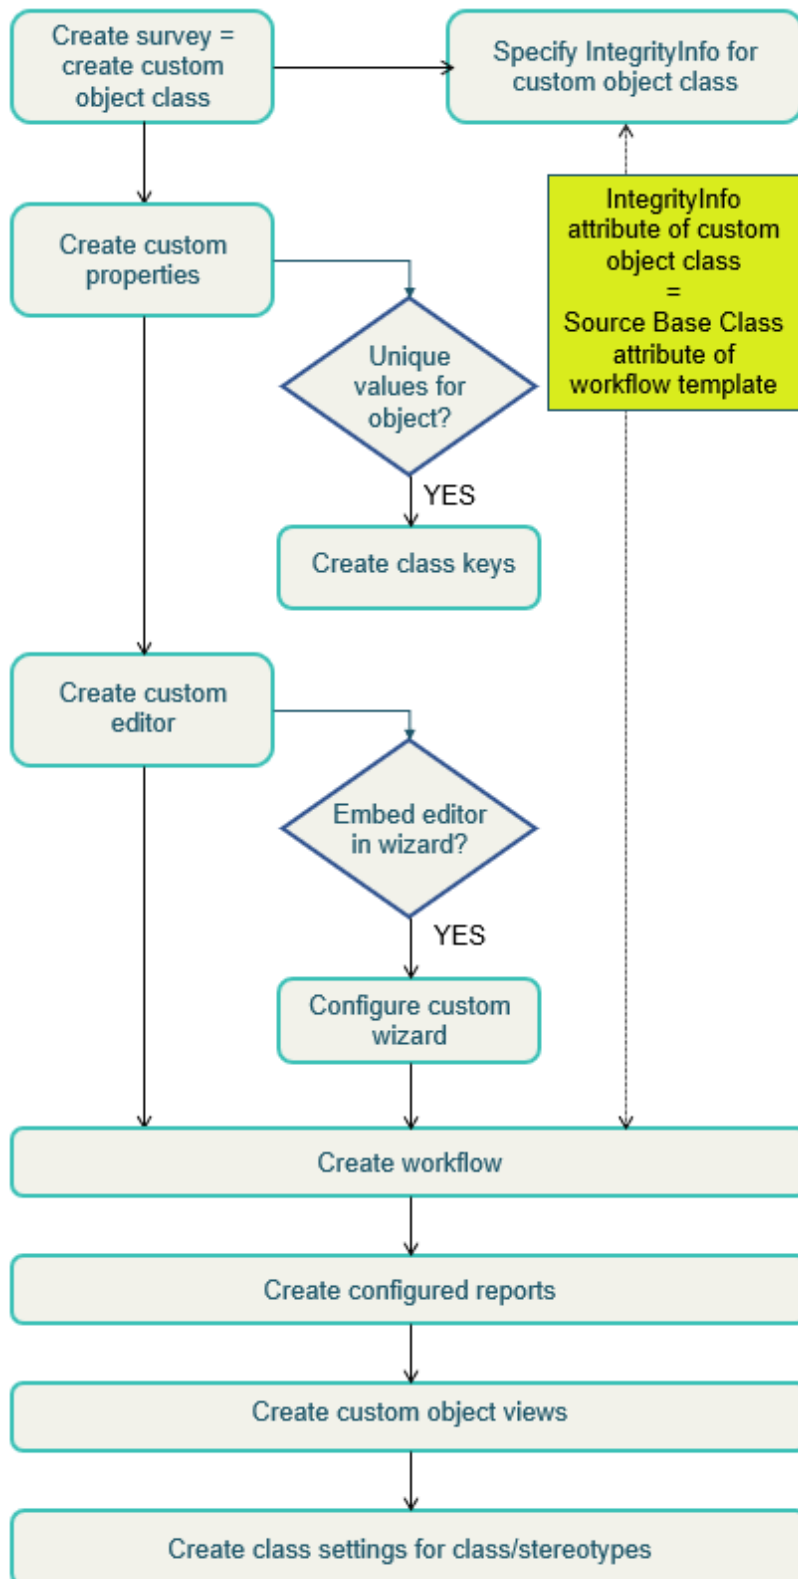 Create survey =
create custom
object class
Specify IntegrityInfo for
custom object class
IntegrityInfo
attribute of custom
object class
=
Source Base Class
attribute of
workflow template
Create custom
properties
Unique
values for
object?
YES
Create class keys
Create custom
editor
Embed editor
in wizard?
YES
Configure custom
wizard
Create workflow
Create configured reports
Create custom object views
Create class settings for class/stereotypes